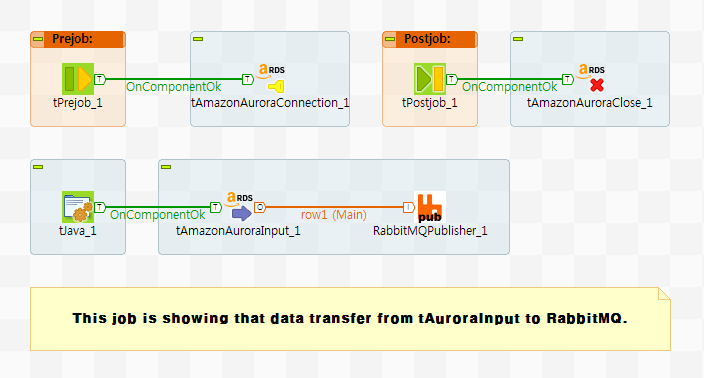 Prejob:
Postjob:
a RDS
a RDS
T
T
T
T
OnComponentOk
OnComponentOk
tPrejob_1
tAmazonAuroraConnection_1
tPostjob_1
tAmazonAuroraClose_1
a RDS
T
T
O
I
pub
OnComponentOk
row1 (Main)
tJava_1
tAmazonAuroraInput_1
RabbitMQPublisher_1
This job is showing that data transfer from tAuroraInput to RabbitMQ.